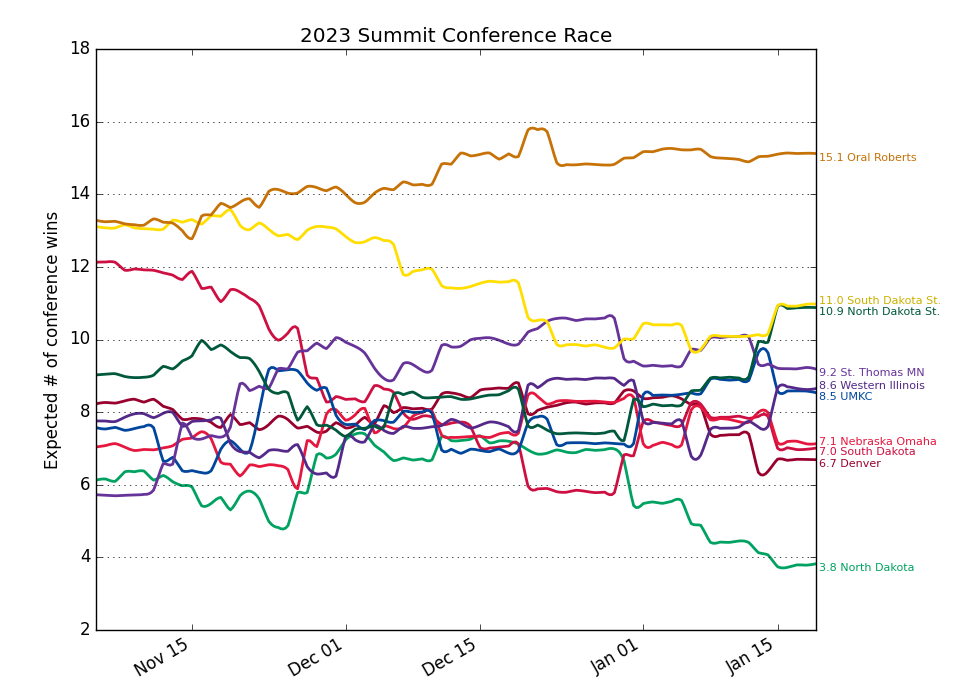 2023 Summit Conference Race
Expected # of conference wins
18
16
14
12
10
8
6
4
2
15.1 Oral Roberts
11.0 South Dakota St.
10.9 North Dakota St.
9.2 St. Thomas MN
8.6 Western Illinois
8.5 UMKC
7.1 Nebraska Omaha
7.0 South Dakota
6.7 Denver
3.8 North Dakota
Nov 15
Dec 01
Dec 15
Jan 01
Jan 15